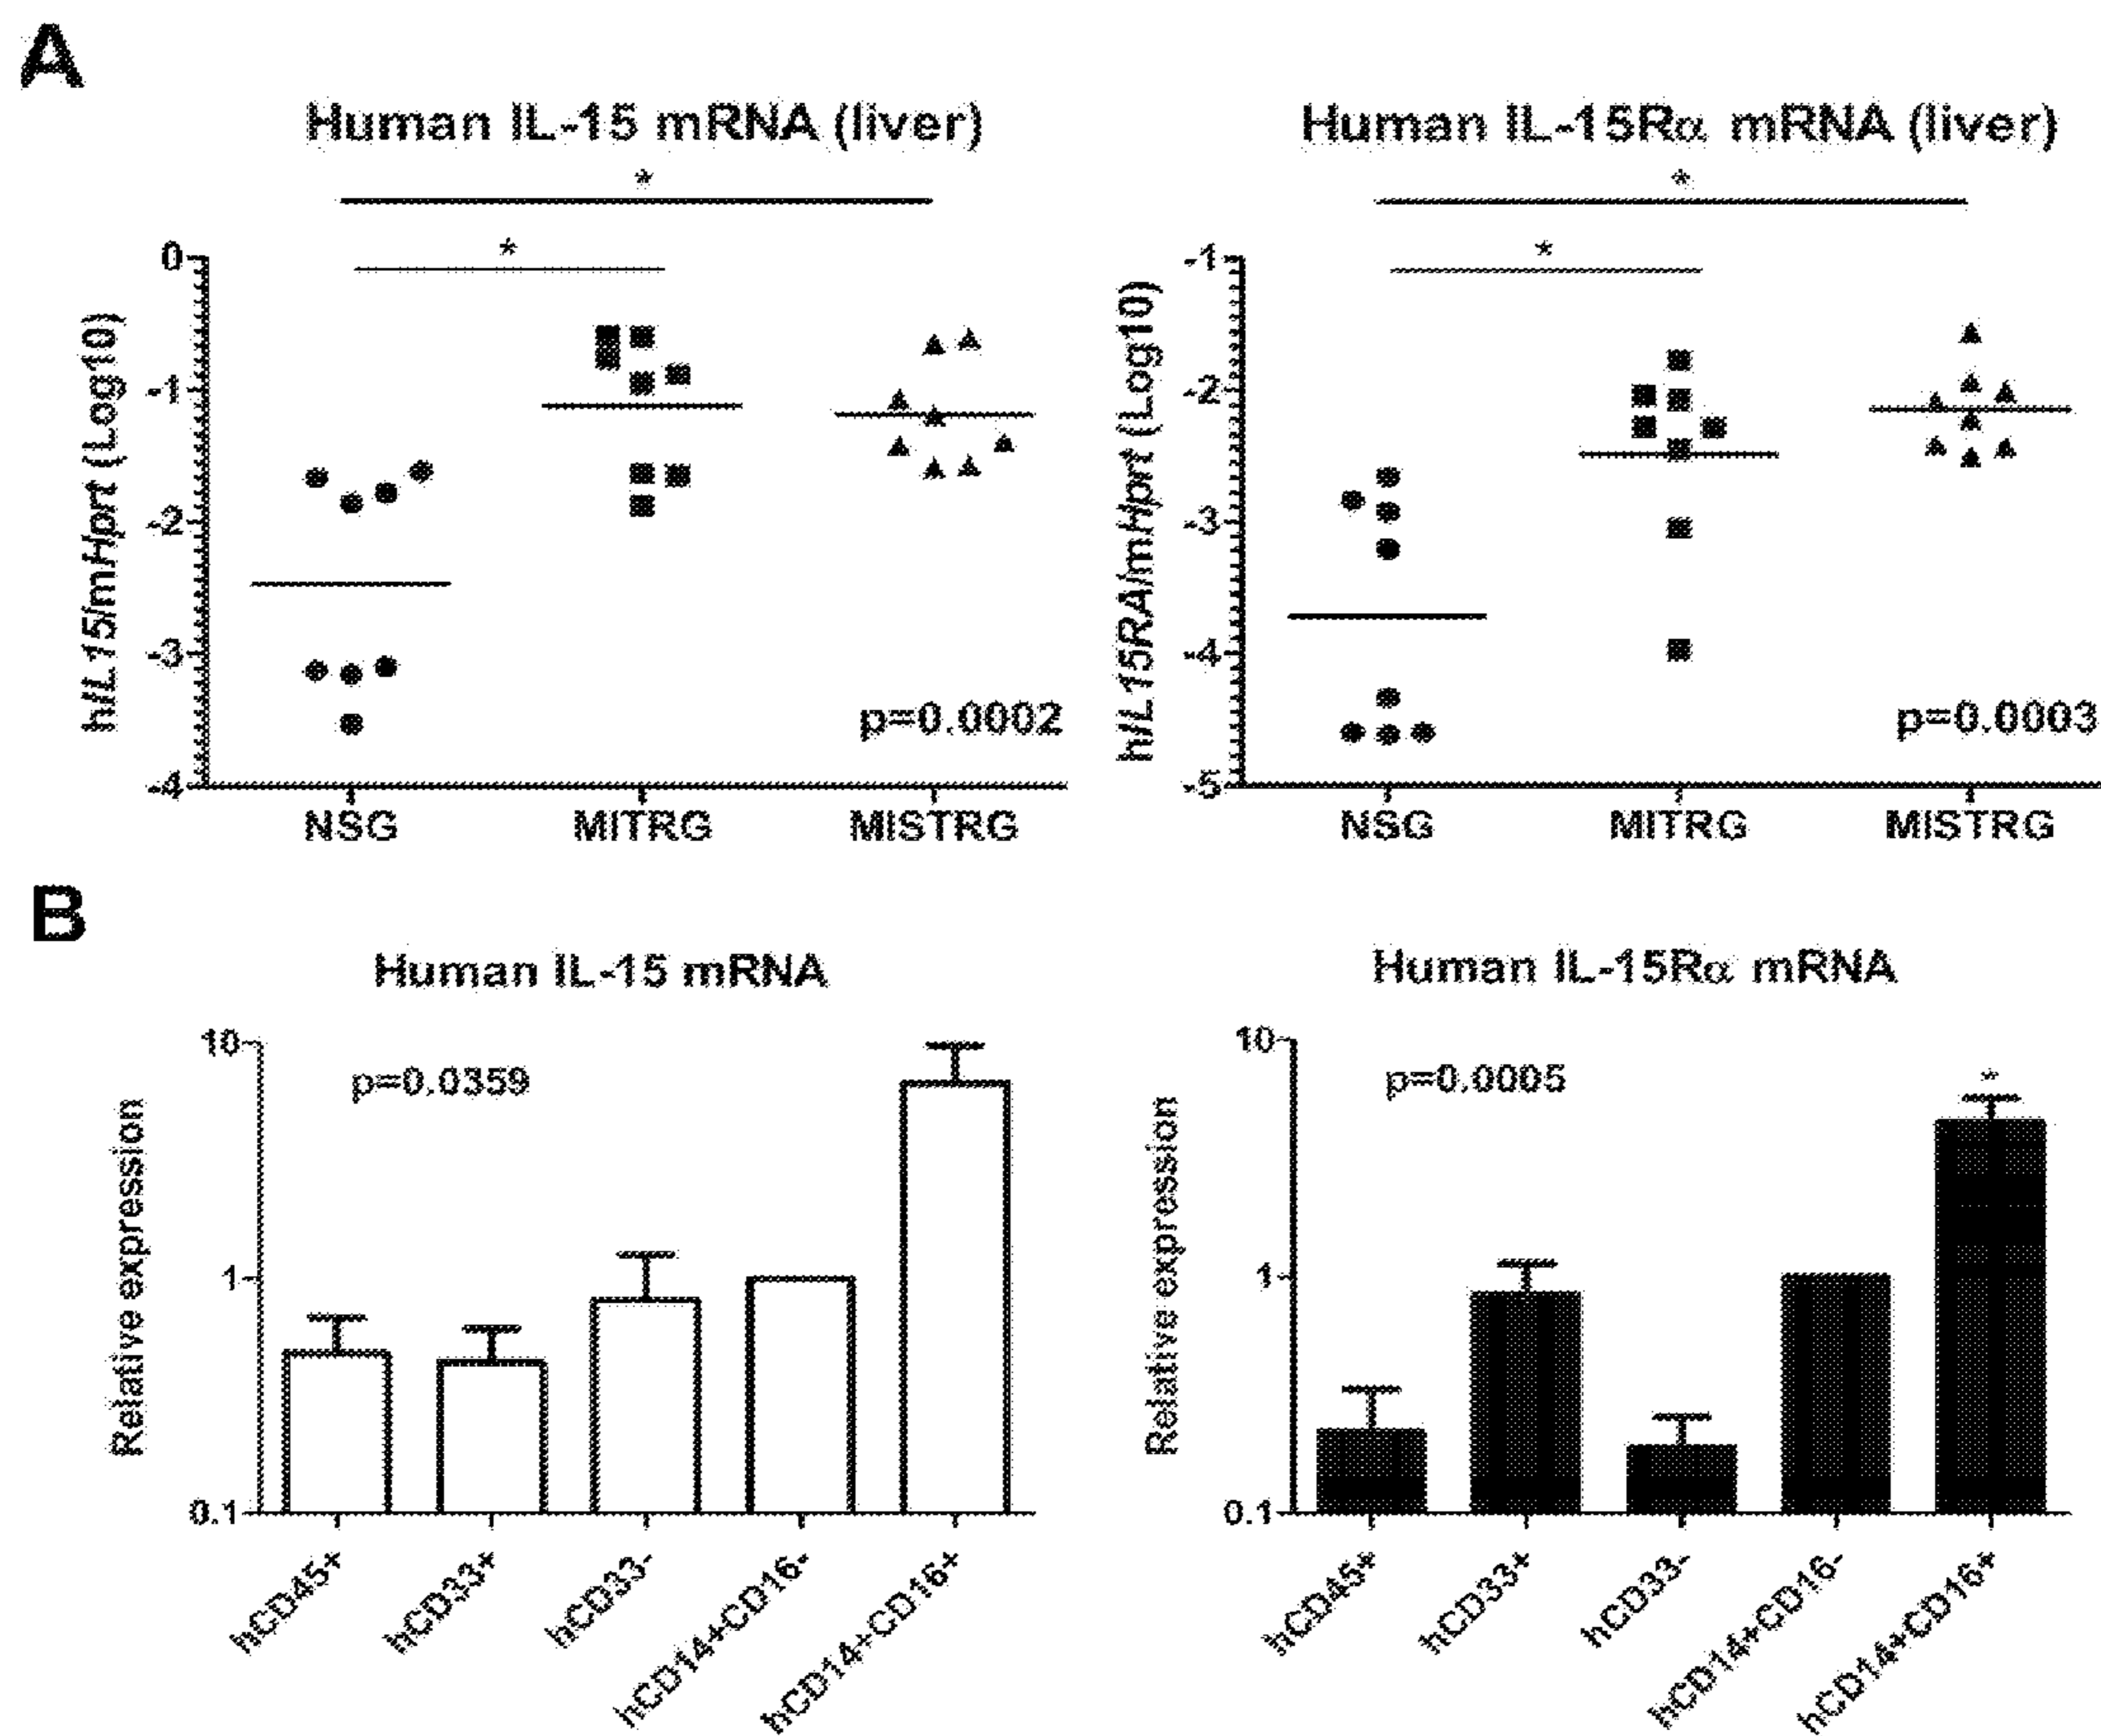 A
Human IL-15 mRNA (liver)
*
*
hIL15/mHprt (Log10)
0
-1
-2
-3
-4
NSG
MITRG
MISTRG
p=0.0002
Human IL-15Rα mRNA (liver)
*
*
hIL15RA/mHprt (Log10)
-1
-2
-3
-4
-5
NSG
MITRG
MISTRG
p=0.0003
B
Human IL-15 mRNA
p=0.0359
Relative expression
10
1
0.1
hCD45+
hCD33+
hCD33-
hCD14+CD16-
hCD14+CD16+
Human IL-15Rα mRNA
p=0.0005
*
Relative expression
10
1
0.1
hCD45+
hCD33+
hCD33-
hCD14+CD16-
hCD14+CD16+